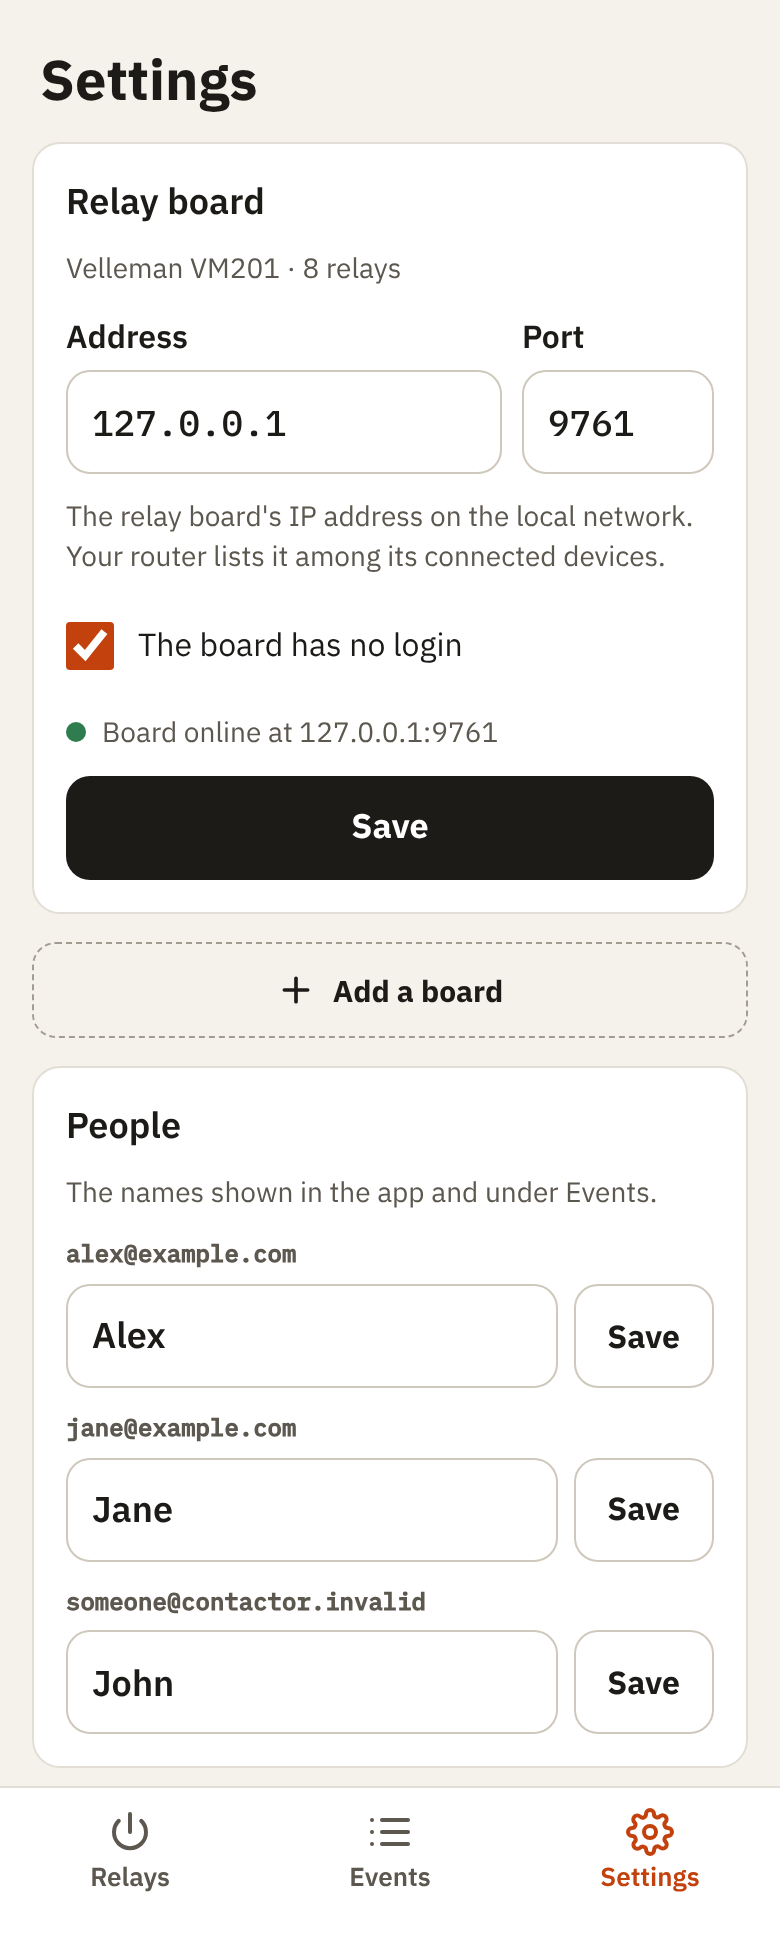 Settings
Relay board
Velleman VM201 · 8 relays
Address
Port
127.0.0.1
9761
The relay board's IP address on the local network.
Your router lists it among its connected devices.
The board has no login
Board online at 127.0.0.1:9761
Save
Add a board
People
The names shown in the app and under Events.
alex@example.com
Alex
Save
jane@example.com
Jane
Save
someone@contactor.invalid
John
Save
Relays
Events
Settings